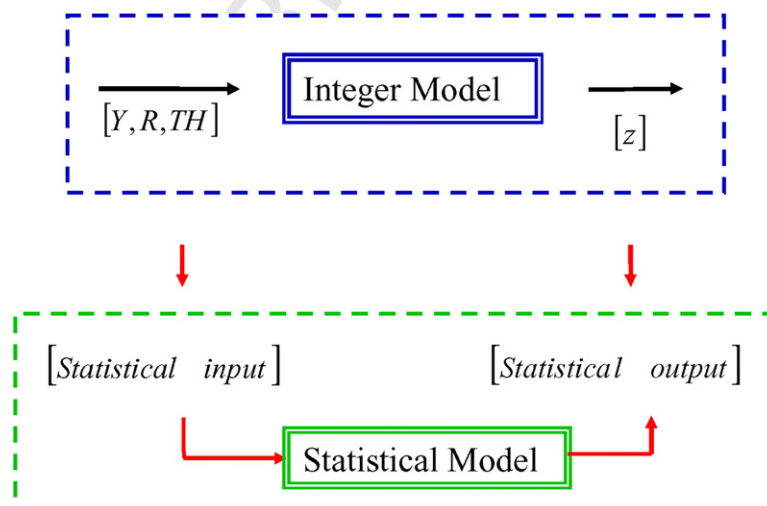 Integer Model
[Y, R, TH]
[z]
[Statistical input]
[Statistical output]
Statistical Model